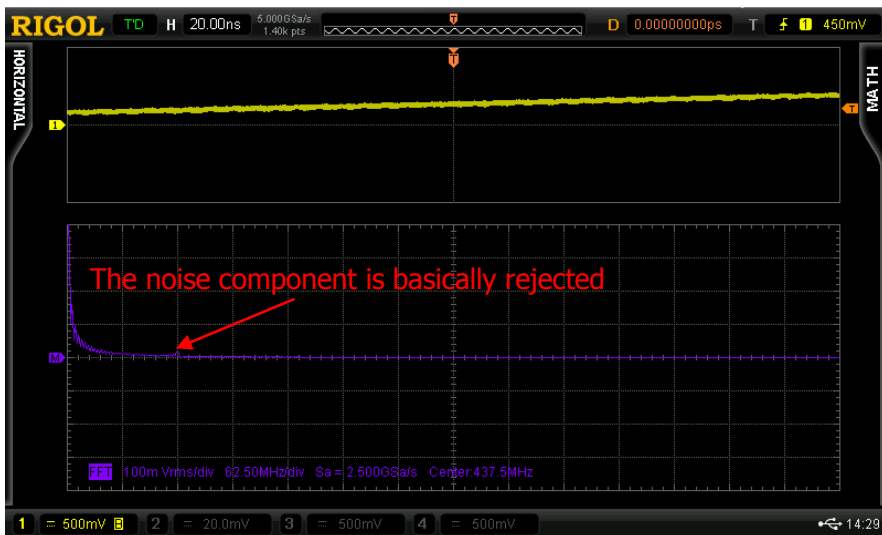 RIGOL T'D H 20.00ns 5.000GSa/s D 0.00000000ps T 1 450mV
1.40k pts
T
HORIZONTAL
MATH
1
T
The noise component is basically rejected
M
FFT 100m Vrms/div 62.50MHz/div Sa = 2.500GSa/s Center:437.5MHz
1 = 500mV B 2 = 20.0mV 3 = 500mV 4 = 500mV 14:29